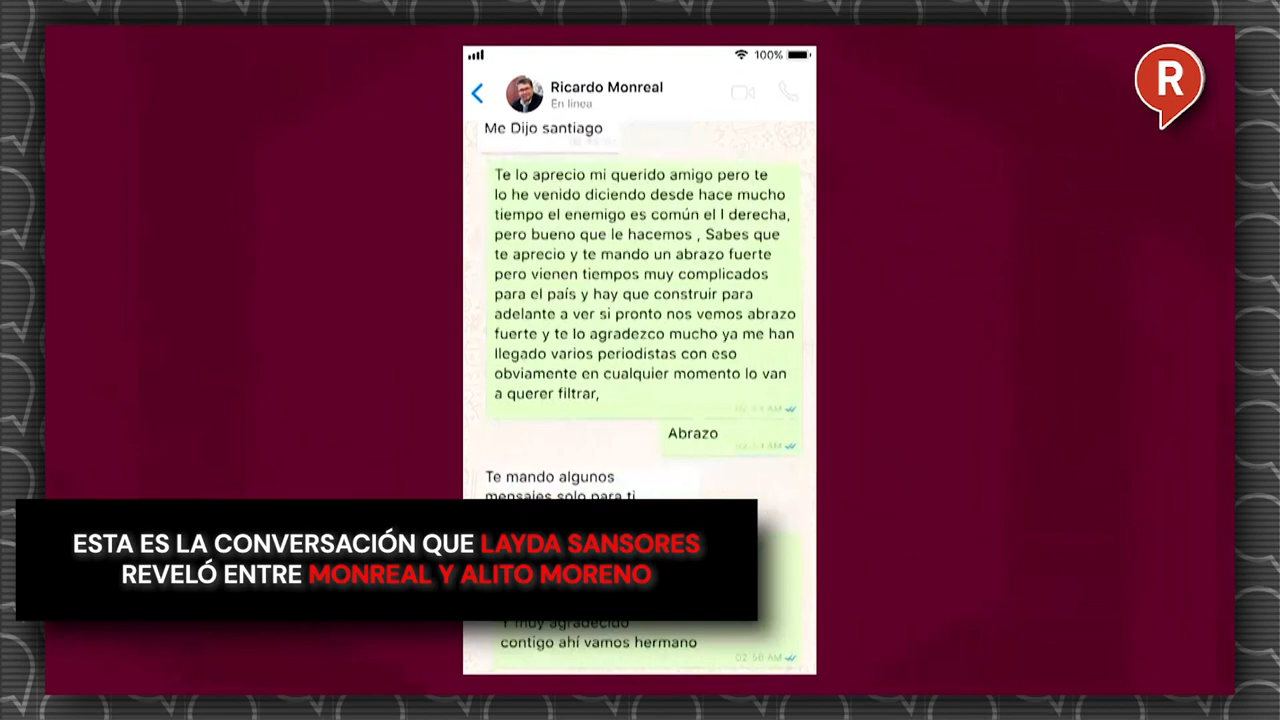 100%
Ricardo Monreal
En línea
R
Me Dijo santiago
Te lo aprecio mi querido amigo pero te
lo he venido diciendo desde hace mucho
tiempo el enemigo es común el l derecha,
pero bueno que le hacemos , Sabes que
te aprecio y te mando un abrazo fuerte
pero vienen tiempos muy complicados
para el país y hay que construir para
adelante a ver si pronto nos vemos abrazo
fuerte y te lo agradezco mucho ya me han
llegado varios periodistas con eso
obviamente en cualquier momento lo van
a querer filtrar,
Abrazo
Te mando algunos
mensajes solo para ti
ESTA ES LA CONVERSACIÓN QUE LAYDA SANSORES
REVELÓ ENTRE MONREAL Y ALITO MORENO
Y muy agradecido
contigo ahí vamos hermano
02:56 AM